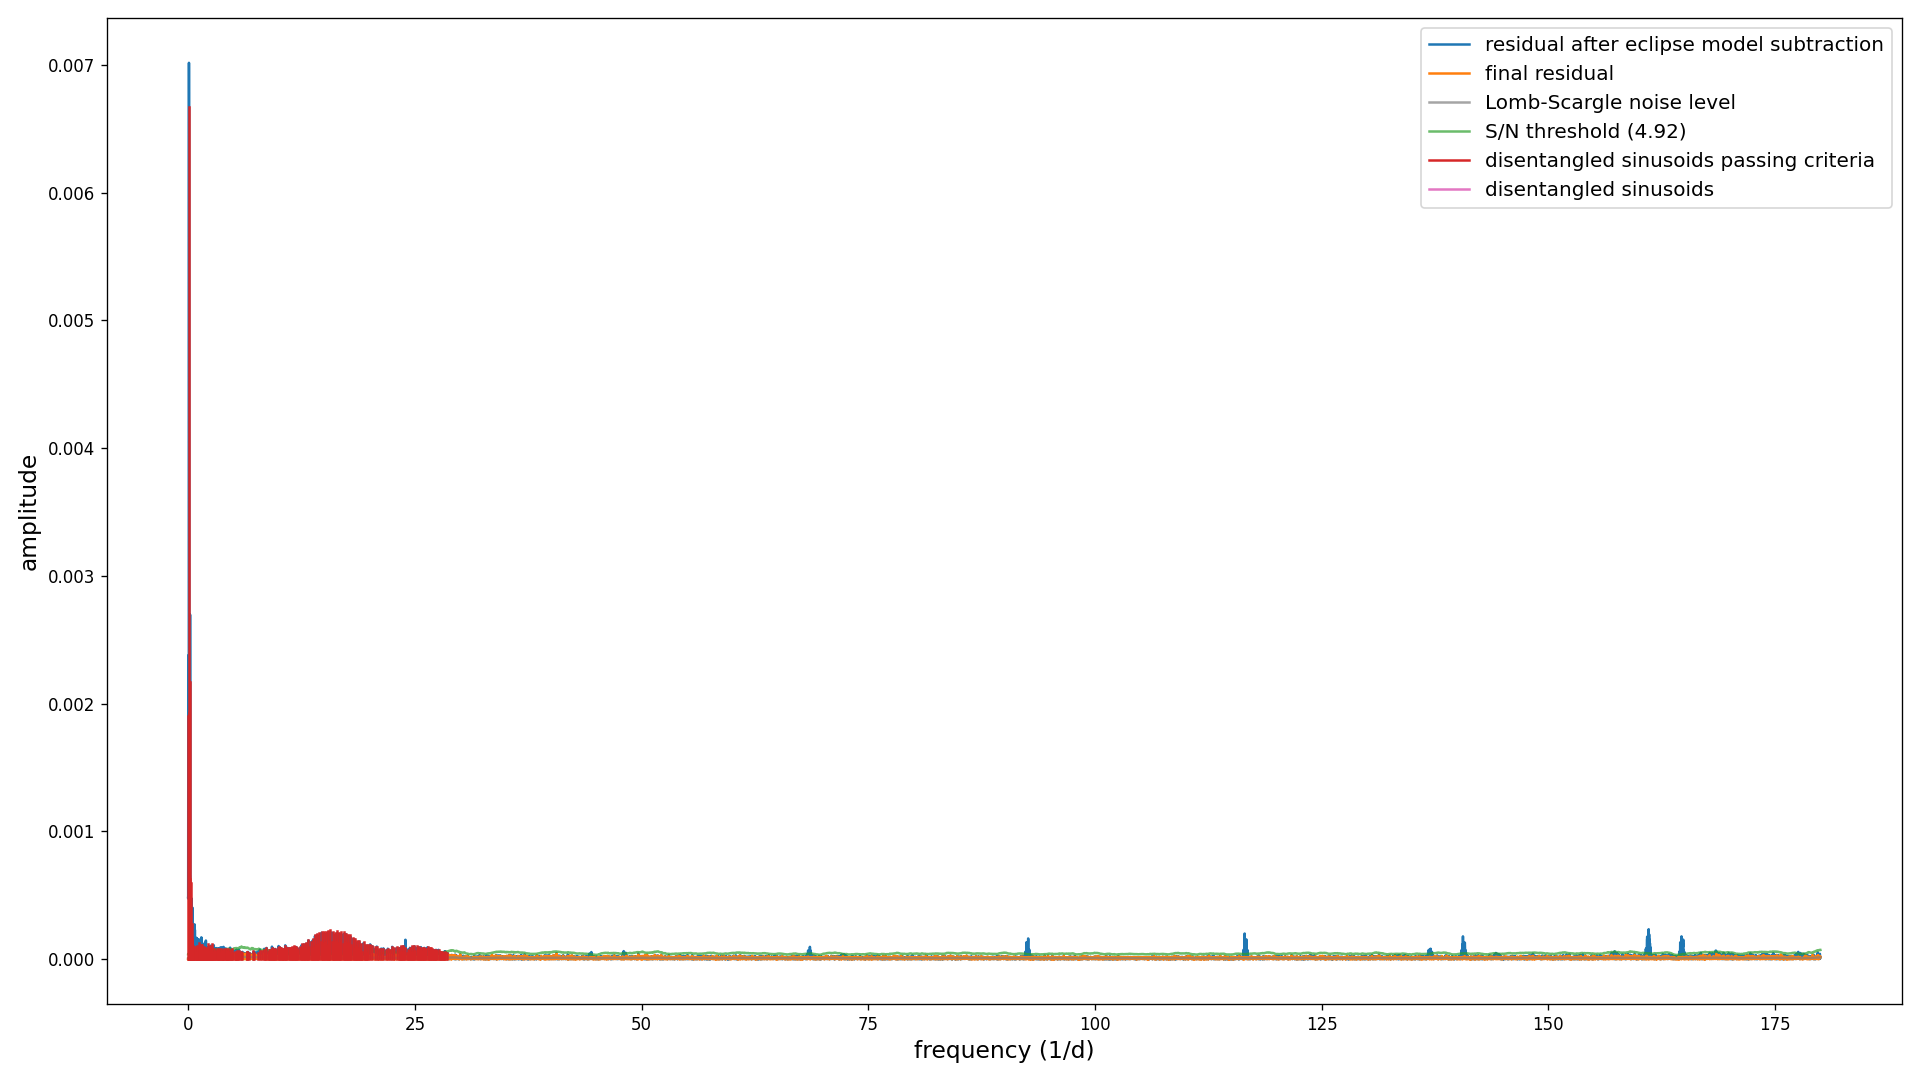 residual after eclipse model subtraction
final residual
Lomb-Scargle noise level
S/N threshold (4.92)
disentangled sinusoids passing criteria
disentangled sinusoids
0.007
0.006
0.005
0.004
0.003
0.002
0.001
0.000
amplitude
0 25 50 75 100 125 150 175
frequency (1/d)